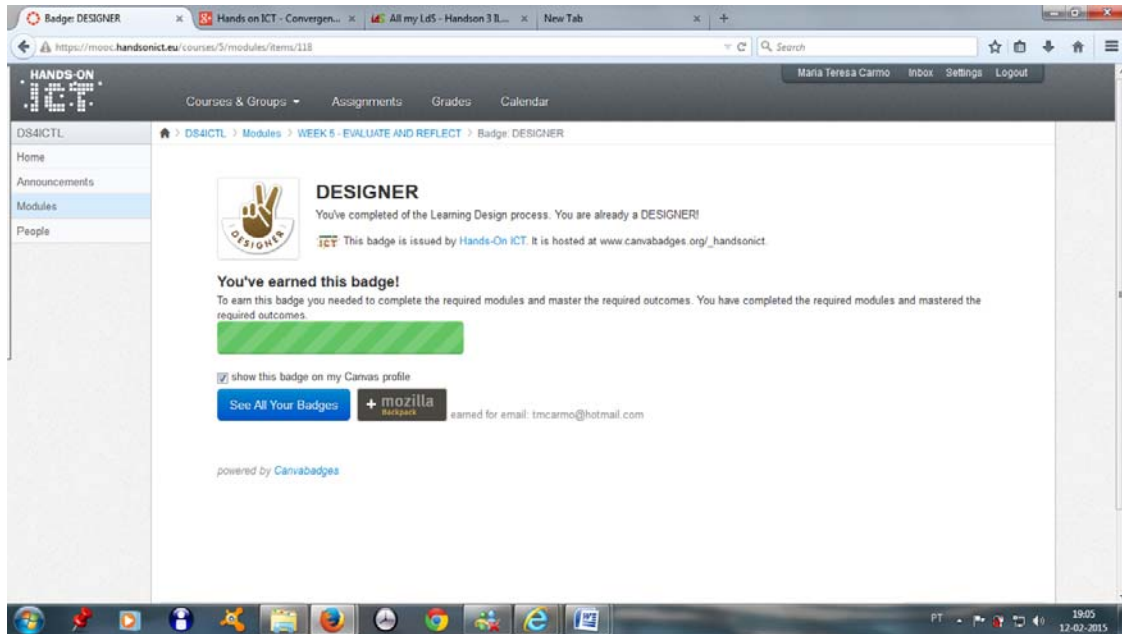 Badge: DESIGNER
Hands on ICT - Convergen...
All my LdS - Handson 3 IL...
New Tab
https://mooc.handsonict.eu/courses/5/modules/items/118
Search
HANDS-ON
ICT
Maria Teresa Carmo Inbox Settings Logout
Courses & Groups Assignments Grades Calendar
DS4ICTL
DS4ICTL > Modules > WEEK 5 - EVALUATE AND REFLECT > Badge: DESIGNER
Home
Announcements
Modules
People
DESIGNER
DESIGNER
You've completed of the Learning Design process. You are already a DESIGNER!
ICT This badge is issued by Hands-On ICT. It is hosted at www.canvabadges.org/_handsonict.
You've earned this badge!
To earn this badge you needed to complete the required modules and master the required outcomes. You have completed the required modules and mastered the
required outcomes.
show this badge on my Canvas profile
See All Your Badges
+ mozilla
Backpack
earned for email: tmcarmo@hotmail.com
powered by Canvabadges
PT
19:05
12-02-2015